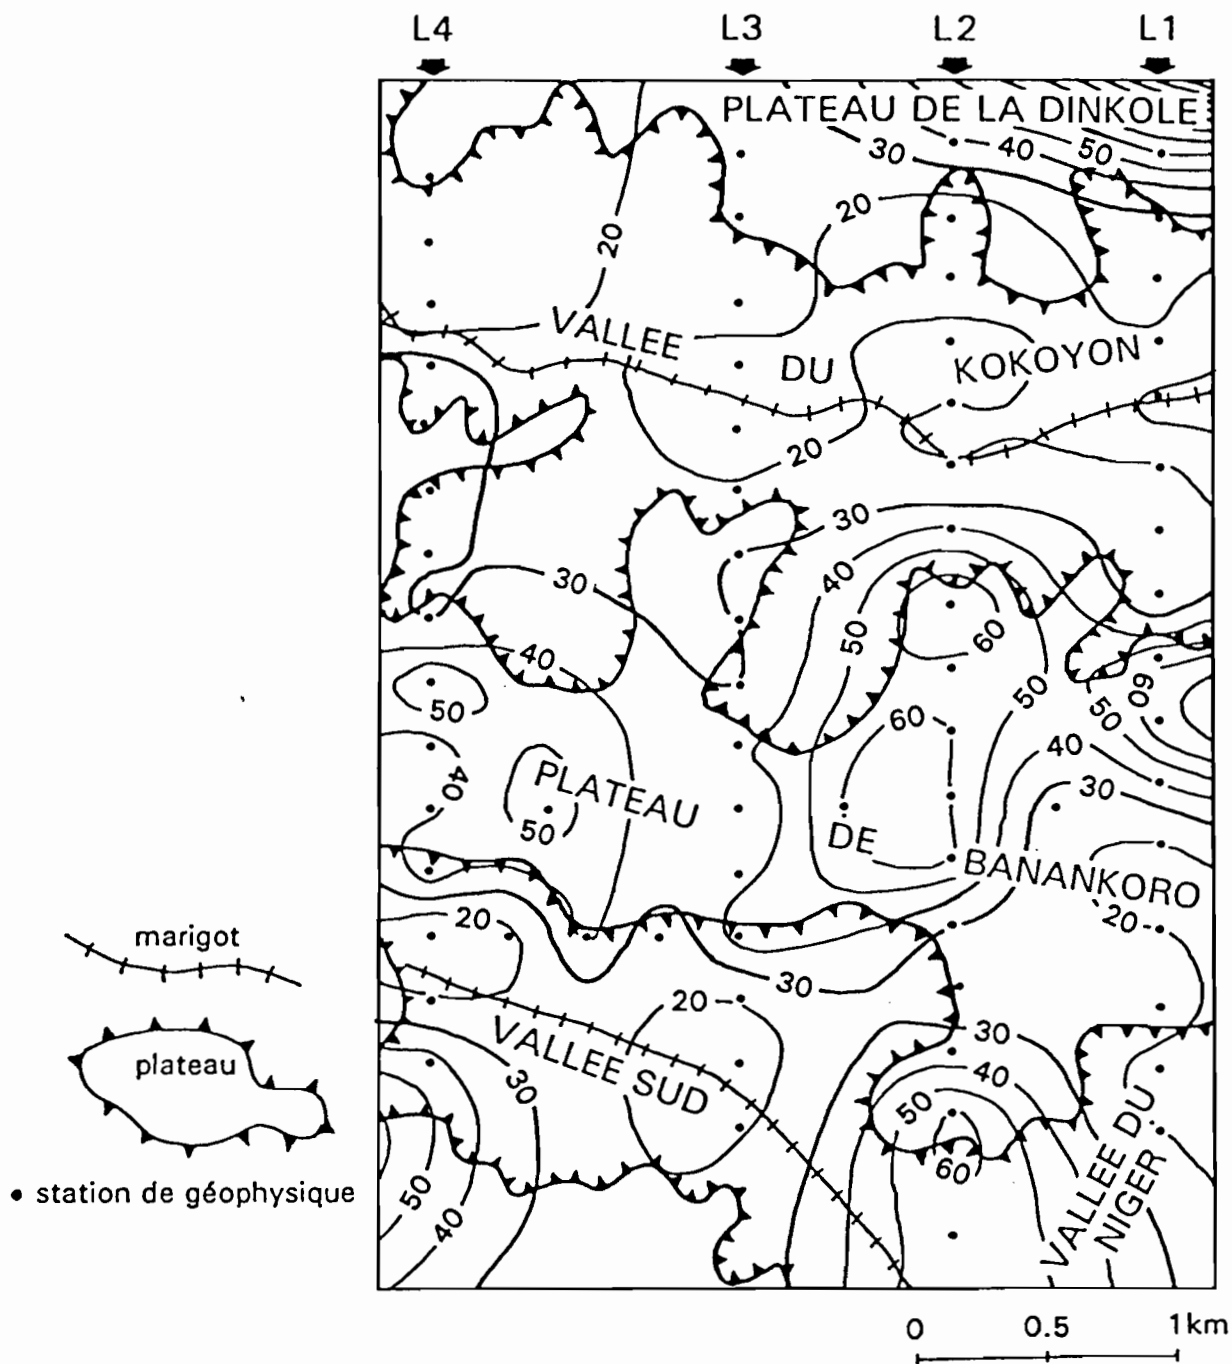 L4 L3 L2 L1
PLATEAU DE LA DINKOLE
30 40 50
20
20
VALLEE DU KOKOYON
20
30
30
40
50
60
40
50
50
60
50
60
40
40
30
PLATEAU
50
DE
BANANKORO
20
20
30
20
30
VALLEE SUD
30
40
50
60
50
40
VALLEE DU
NIGER
marigot
plateau
station de géophysique
0 0.5 1km